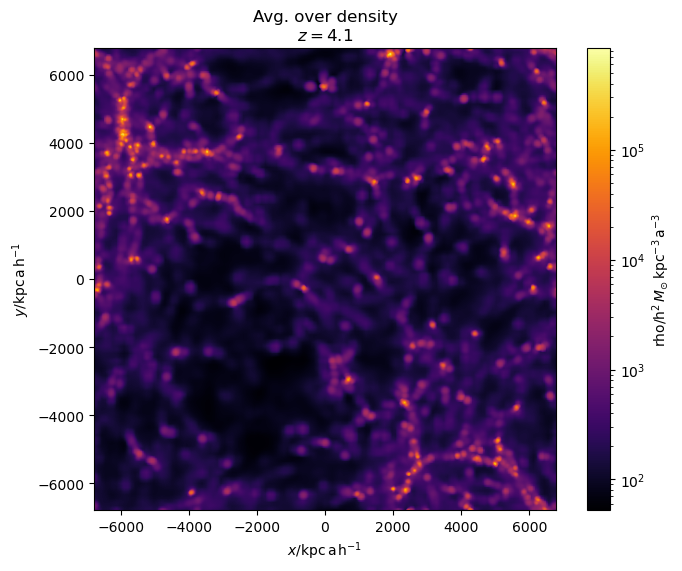 Avg. over density
z = 4.1
6000
4000
2000
0
−2000
−4000
−6000
y/kpc a h⁻¹
−6000 −4000 −2000 0 2000 4000 6000
x/kpc a h⁻¹
10⁵
10⁴
10³
10²
rho/h² M⊙ kpc⁻³ a⁻³